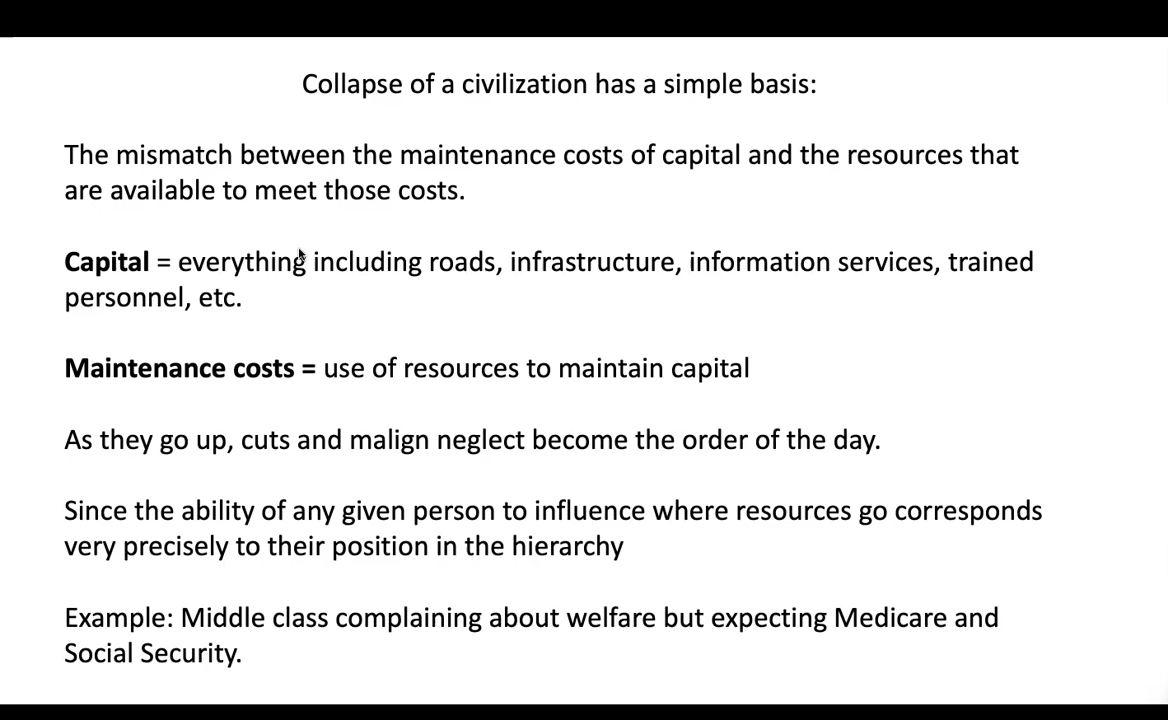 Collapse of a civilization has a simple basis:
The mismatch between the maintenance costs of capital and the resources that
are available to meet those costs.
Capital = everything including roads, infrastructure, information services, trained
personnel, etc.
Maintenance costs = use of resources to maintain capital
As they go up, cuts and malign neglect become the order of the day.
Since the ability of any given person to influence where resources go corresponds
very precisely to their position in the hierarchy
Example: Middle class complaining about welfare but expecting Medicare and
Social Security.